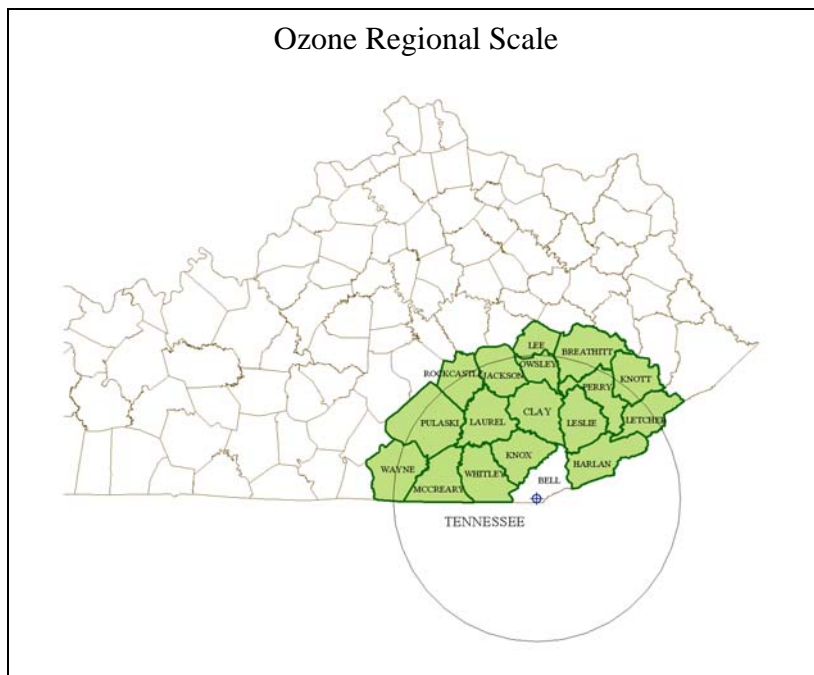 Ozone Regional Scale
LEE
BREATHITT
OWSLEY
ROCKCASTL
JACKSON
PERRY
KNOTT
CLAY
PULASKI
LAUREL
LESLIE
LETCHER
KNOX
WAYNE
WHITLEY
HARLAN
MCCREARY
BELL
TENNESSEE